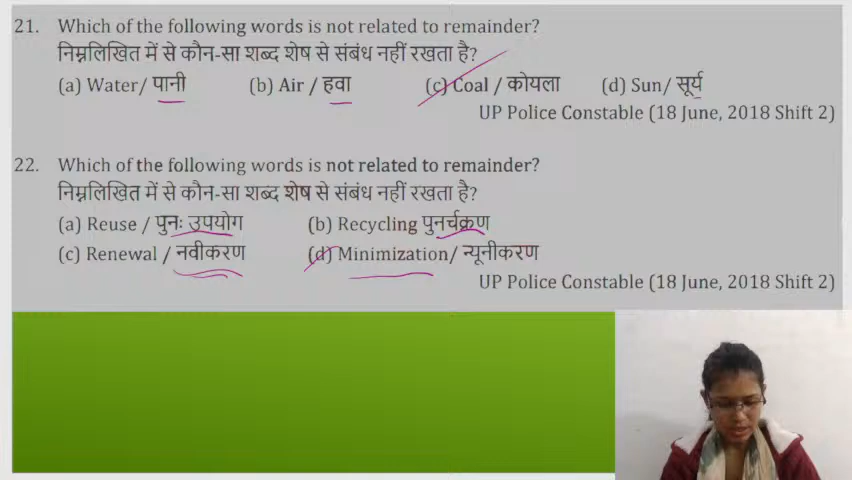 21. Which of the following words is not related to remainder?
निम्नलिखित में से कौन-सा शब्द शेष से संबंध नहीं रखता है?
(a) Water/ पानी (b) Air / हवा (c) Coal / कोयला (d) Sun/ सूर्य
UP Police Constable (18 June, 2018 Shift 2)
22. Which of the following words is not related to remainder?
निम्नलिखित में से कौन-सा शब्द शेष से संबंध नहीं रखता है?
(a) Reuse / पुनः उपयोग (b) Recycling पुनर्चक्रण
(c) Renewal / नवीकरण (d) Minimization/ न्यूनीकरण
UP Police Constable (18 June, 2018 Shift 2)